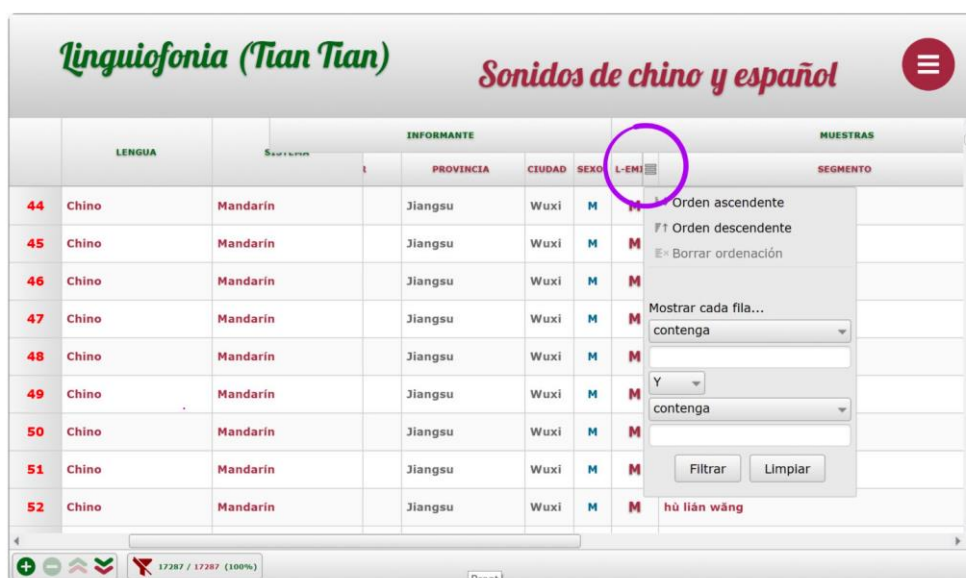 Linguiofonia (Tian Tian)
Sonidos de chino y español
INFORMANTE
MUESTRAS
LENGUA
SISTEMA
PROVINCIA
CIUDAD
SEXO
L-EMI
SEGMENTO
44 Chino Mandarín Jiangsu Wuxi M M
45 Chino Mandarín Jiangsu Wuxi M M
46 Chino Mandarín Jiangsu Wuxi M M
47 Chino Mandarín Jiangsu Wuxi M M
48 Chino Mandarín Jiangsu Wuxi M M
49 Chino Mandarín Jiangsu Wuxi M M
50 Chino Mandarín Jiangsu Wuxi M M
51 Chino Mandarín Jiangsu Wuxi M M
52 Chino Mandarín Jiangsu Wuxi M M hù lián wǎng
Orden ascendente
Orden descendente
Borrar ordenación
Mostrar cada fila...
contenga
Y
contenga
Filtrar Limpiar
17287 / 17287 (100%)